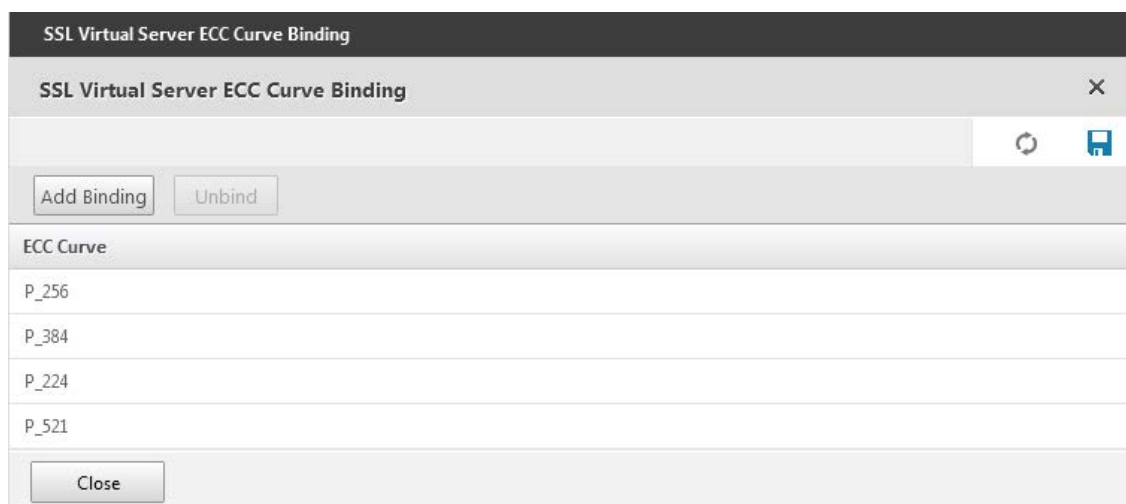 SSL Virtual Server ECC Curve Binding
SSL Virtual Server ECC Curve Binding
Add Binding Unbind
ECC Curve
P_256
P_384
P_224
P_521
Close